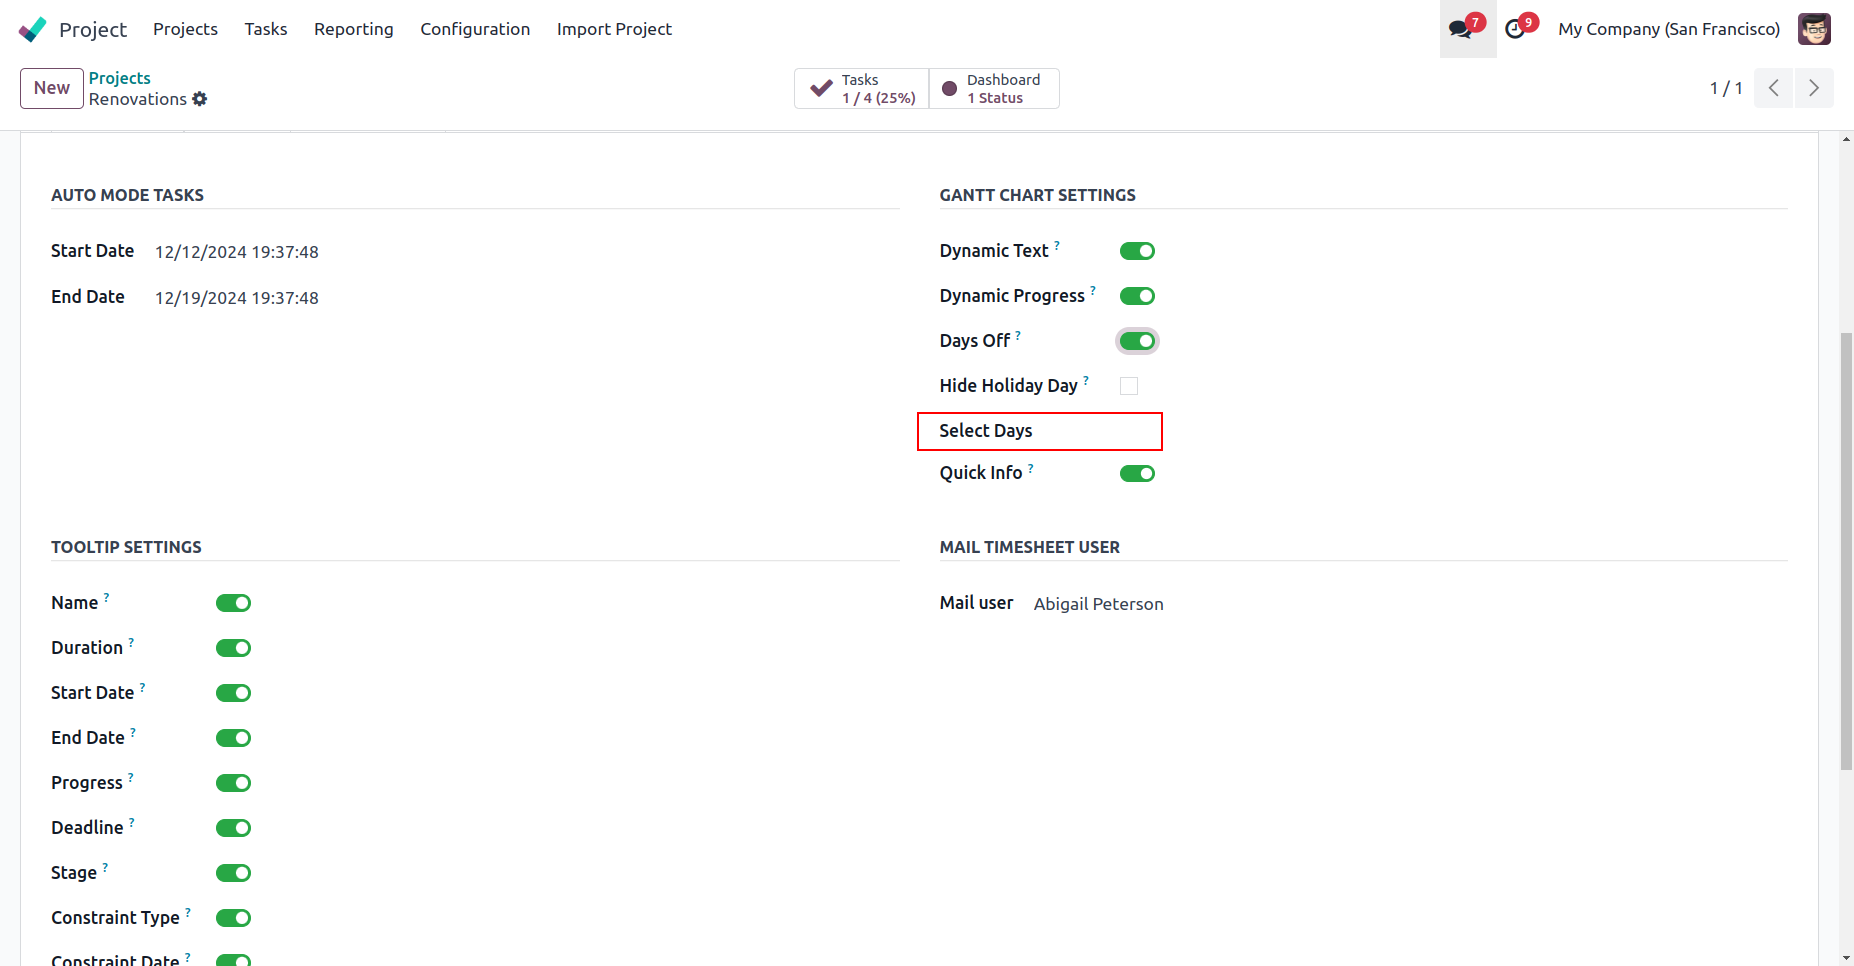 Project
Projects
Tasks
Reporting
Configuration
Import Project
7
9
My Company (San Francisco)
New
Projects
Renovations
Tasks
1 / 4 (25%)
Dashboard
1 Status
1 / 1
AUTO MODE TASKS
Start Date 12/12/2024 19:37:48
End Date 12/19/2024 19:37:48
GANTT CHART SETTINGS
Dynamic Text ?
Dynamic Progress ?
Days Off ?
Hide Holiday Day ?
Select Days
Quick Info ?
TOOLTIP SETTINGS
Name ?
Duration ?
Start Date ?
End Date ?
Progress ?
Deadline ?
Stage ?
Constraint Type ?
Constraint Date ?
MAIL TIMESHEET USER
Mail user Abigail Peterson